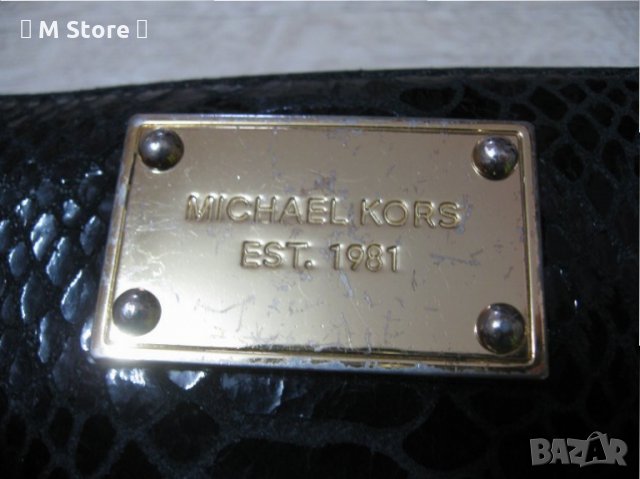 M Store
MICHAEL KORS
EST. 1981
BAZAR